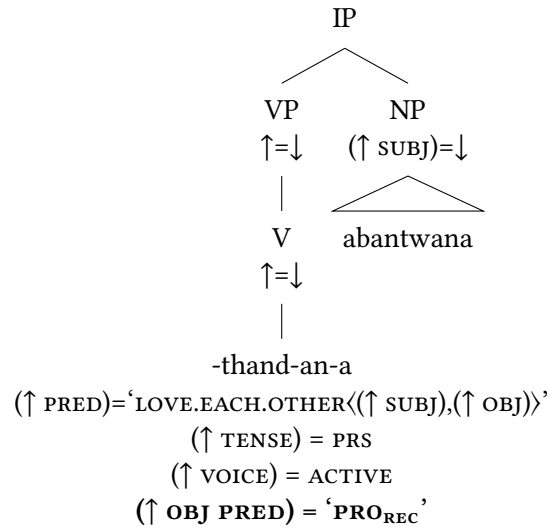 IP
VP NP
↑=↓ (↑ SUBJ)=↓
V abantwana
↑=↓
-thand-an-a
(↑ PRED)=‘LOVE.EACH.OTHER⟨(↑ SUBJ),(↑ OBJ)⟩’
(↑ TENSE) = PRS
(↑ VOICE) = ACTIVE
(↑ OBJ PRED) = ‘PRO_REC’